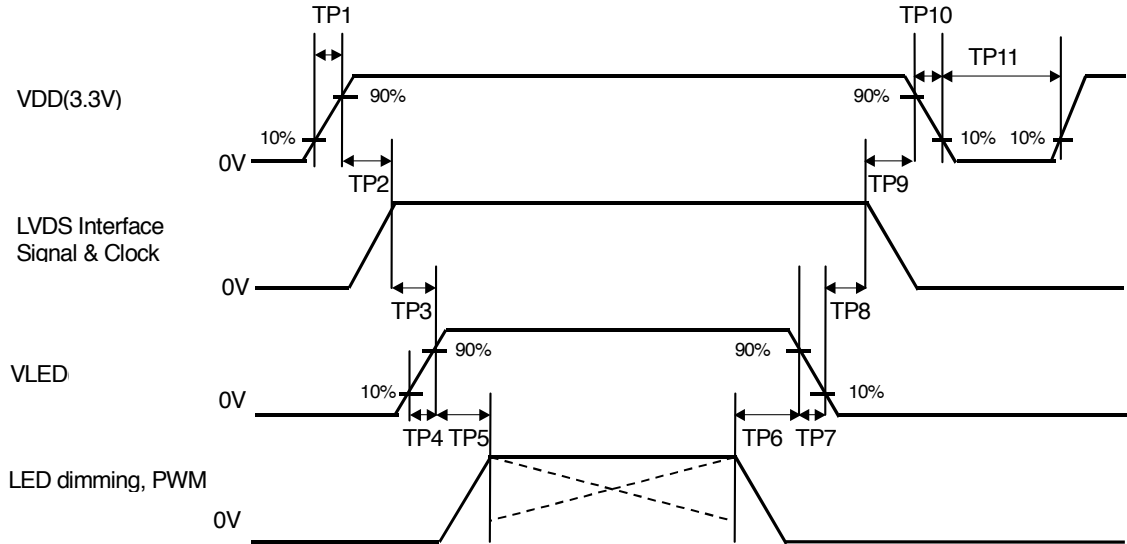 TP1
TP10
TP11
VDD(3.3V)
90%
90%
10%
10%
10%
0V
TP2
TP9
LVDS Interface
Signal & Clock
0V
TP3
TP8
VLED
90%
90%
10%
10%
0V
TP4
TP5
TP6
TP7
LED dimming, PWM
0V